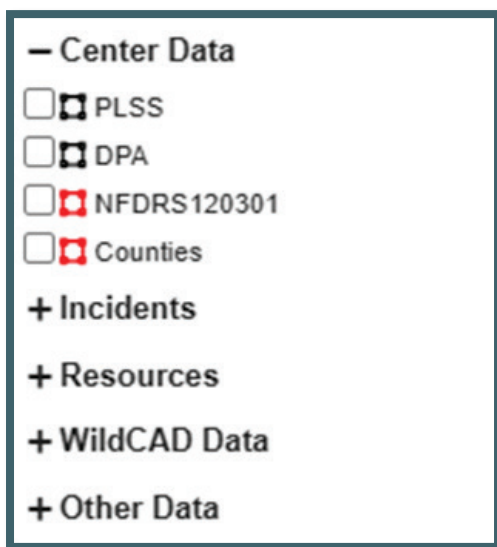 − Center Data
PLSS
DPA
NFDRS120301
Counties
+ Incidents
+ Resources
+ WildCAD Data
+ Other Data